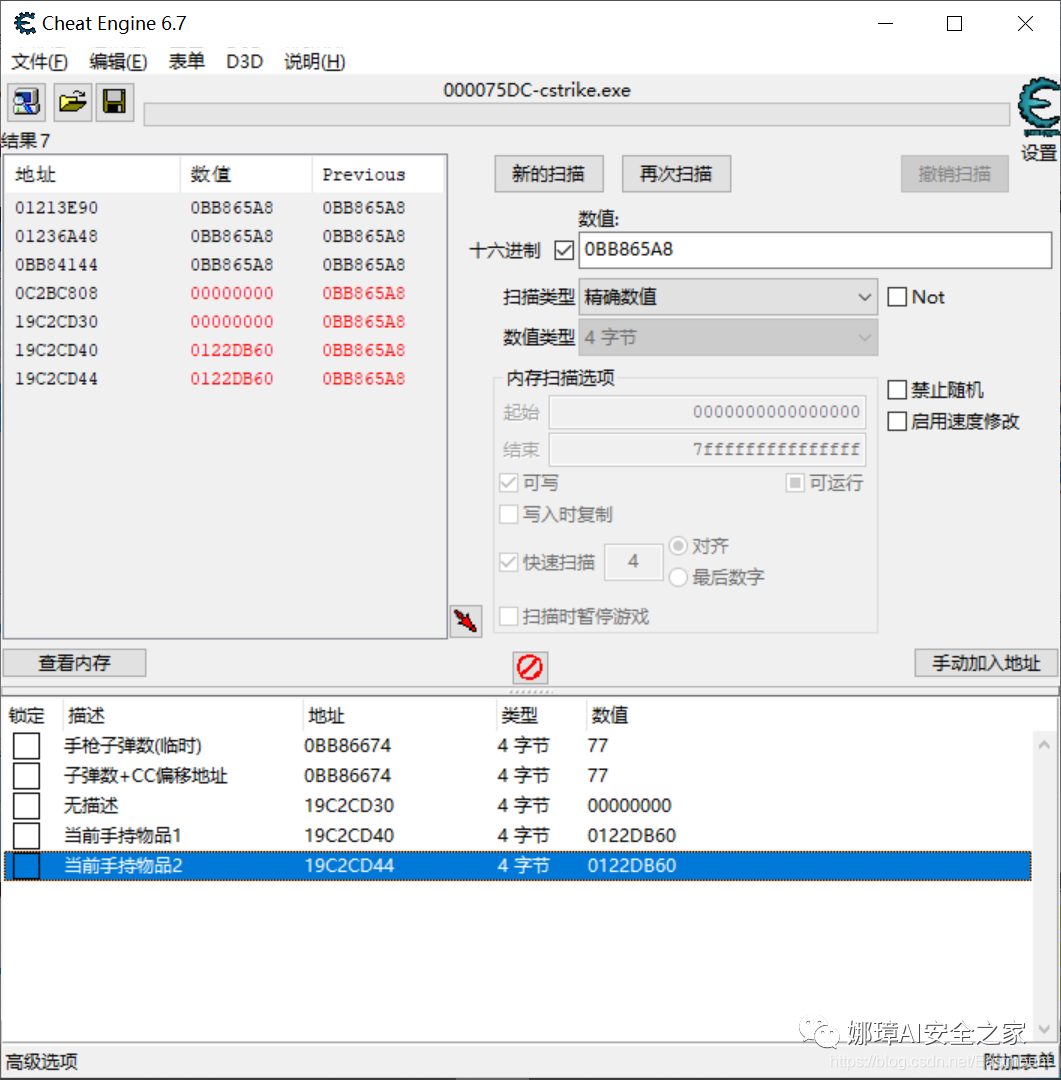 Cheat Engine 6.7
文件(F) 编辑(E) 表单 D3D 说明(H)
000075DC-cstrike.exe
设置
结果 7
地址 数值 Previous
01213E90 0BB865A8 0BB865A8
01236A48 0BB865A8 0BB865A8
0BB84144 0BB865A8 0BB865A8
0C2BC808 00000000 0BB865A8
19C2CD30 00000000 0BB865A8
19C2CD40 0122DB60 0BB865A8
19C2CD44 0122DB60 0BB865A8
新的扫描 再次扫描 撤销扫描
数值:
十六进制 0BB865A8
扫描类型 精确数值 Not
数值类型 4 字节
内存扫描选项
起始 0000000000000000
结束 7fffffffffffffff
可写 可运行
写入时复制
快速扫描 4 对齐
最后数字
扫描时暂停游戏
禁止随机
启用速度修改
查看内存 手动加入地址
锁定 描述 地址 类型 数值
手枪子弹数(临时) 0BB86674 4 字节 77
子弹数+CC偏移地址 0BB86674 4 字节 77
无描述 19C2CD30 4 字节 00000000
当前手持物品1 19C2CD40 4 字节 0122DB60
当前手持物品2 19C2CD44 4 字节 0122DB60
娜璋AI安全之家
高级选项 附加表单